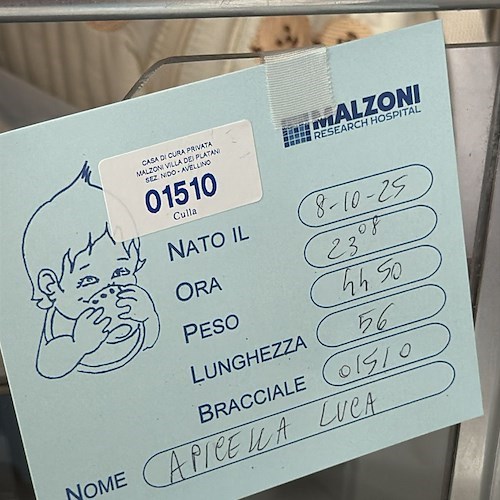 MALZONI
RESEARCH HOSPITAL
CASA DI CURA PRIVATA
MALZONI VILLA DEI PLATANI
SEZ. NIDO - AVELLINO
01510
Culla
NATO IL 8-10-25
ORA 23°8
PESO 4450
LUNGHEZZA 56
BRACCIALE 01510
NOME APICELLA LUCA